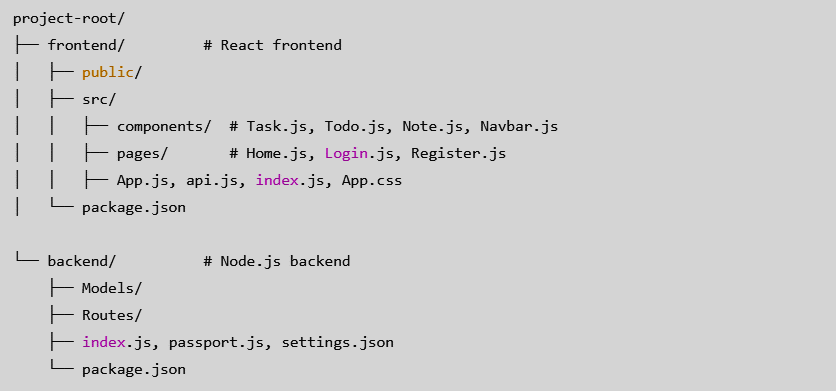 project-root/
├── frontend/          # React frontend
│   ├── public/
│   ├── src/
│   │   ├── components/  # Task.js, Todo.js, Note.js, Navbar.js
│   │   ├── pages/       # Home.js, Login.js, Register.js
│   │   ├── App.js, api.js, index.js, App.css
│   └── package.json
└── backend/          # Node.js backend
    ├── Models/
    ├── Routes/
    ├── index.js, passport.js, settings.json
    └── package.json